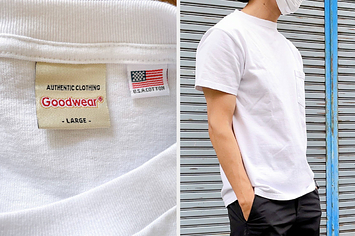 AUTHENTIC CLOTHING
Goodwear®
- LARGE -
U.S.A.COTTON